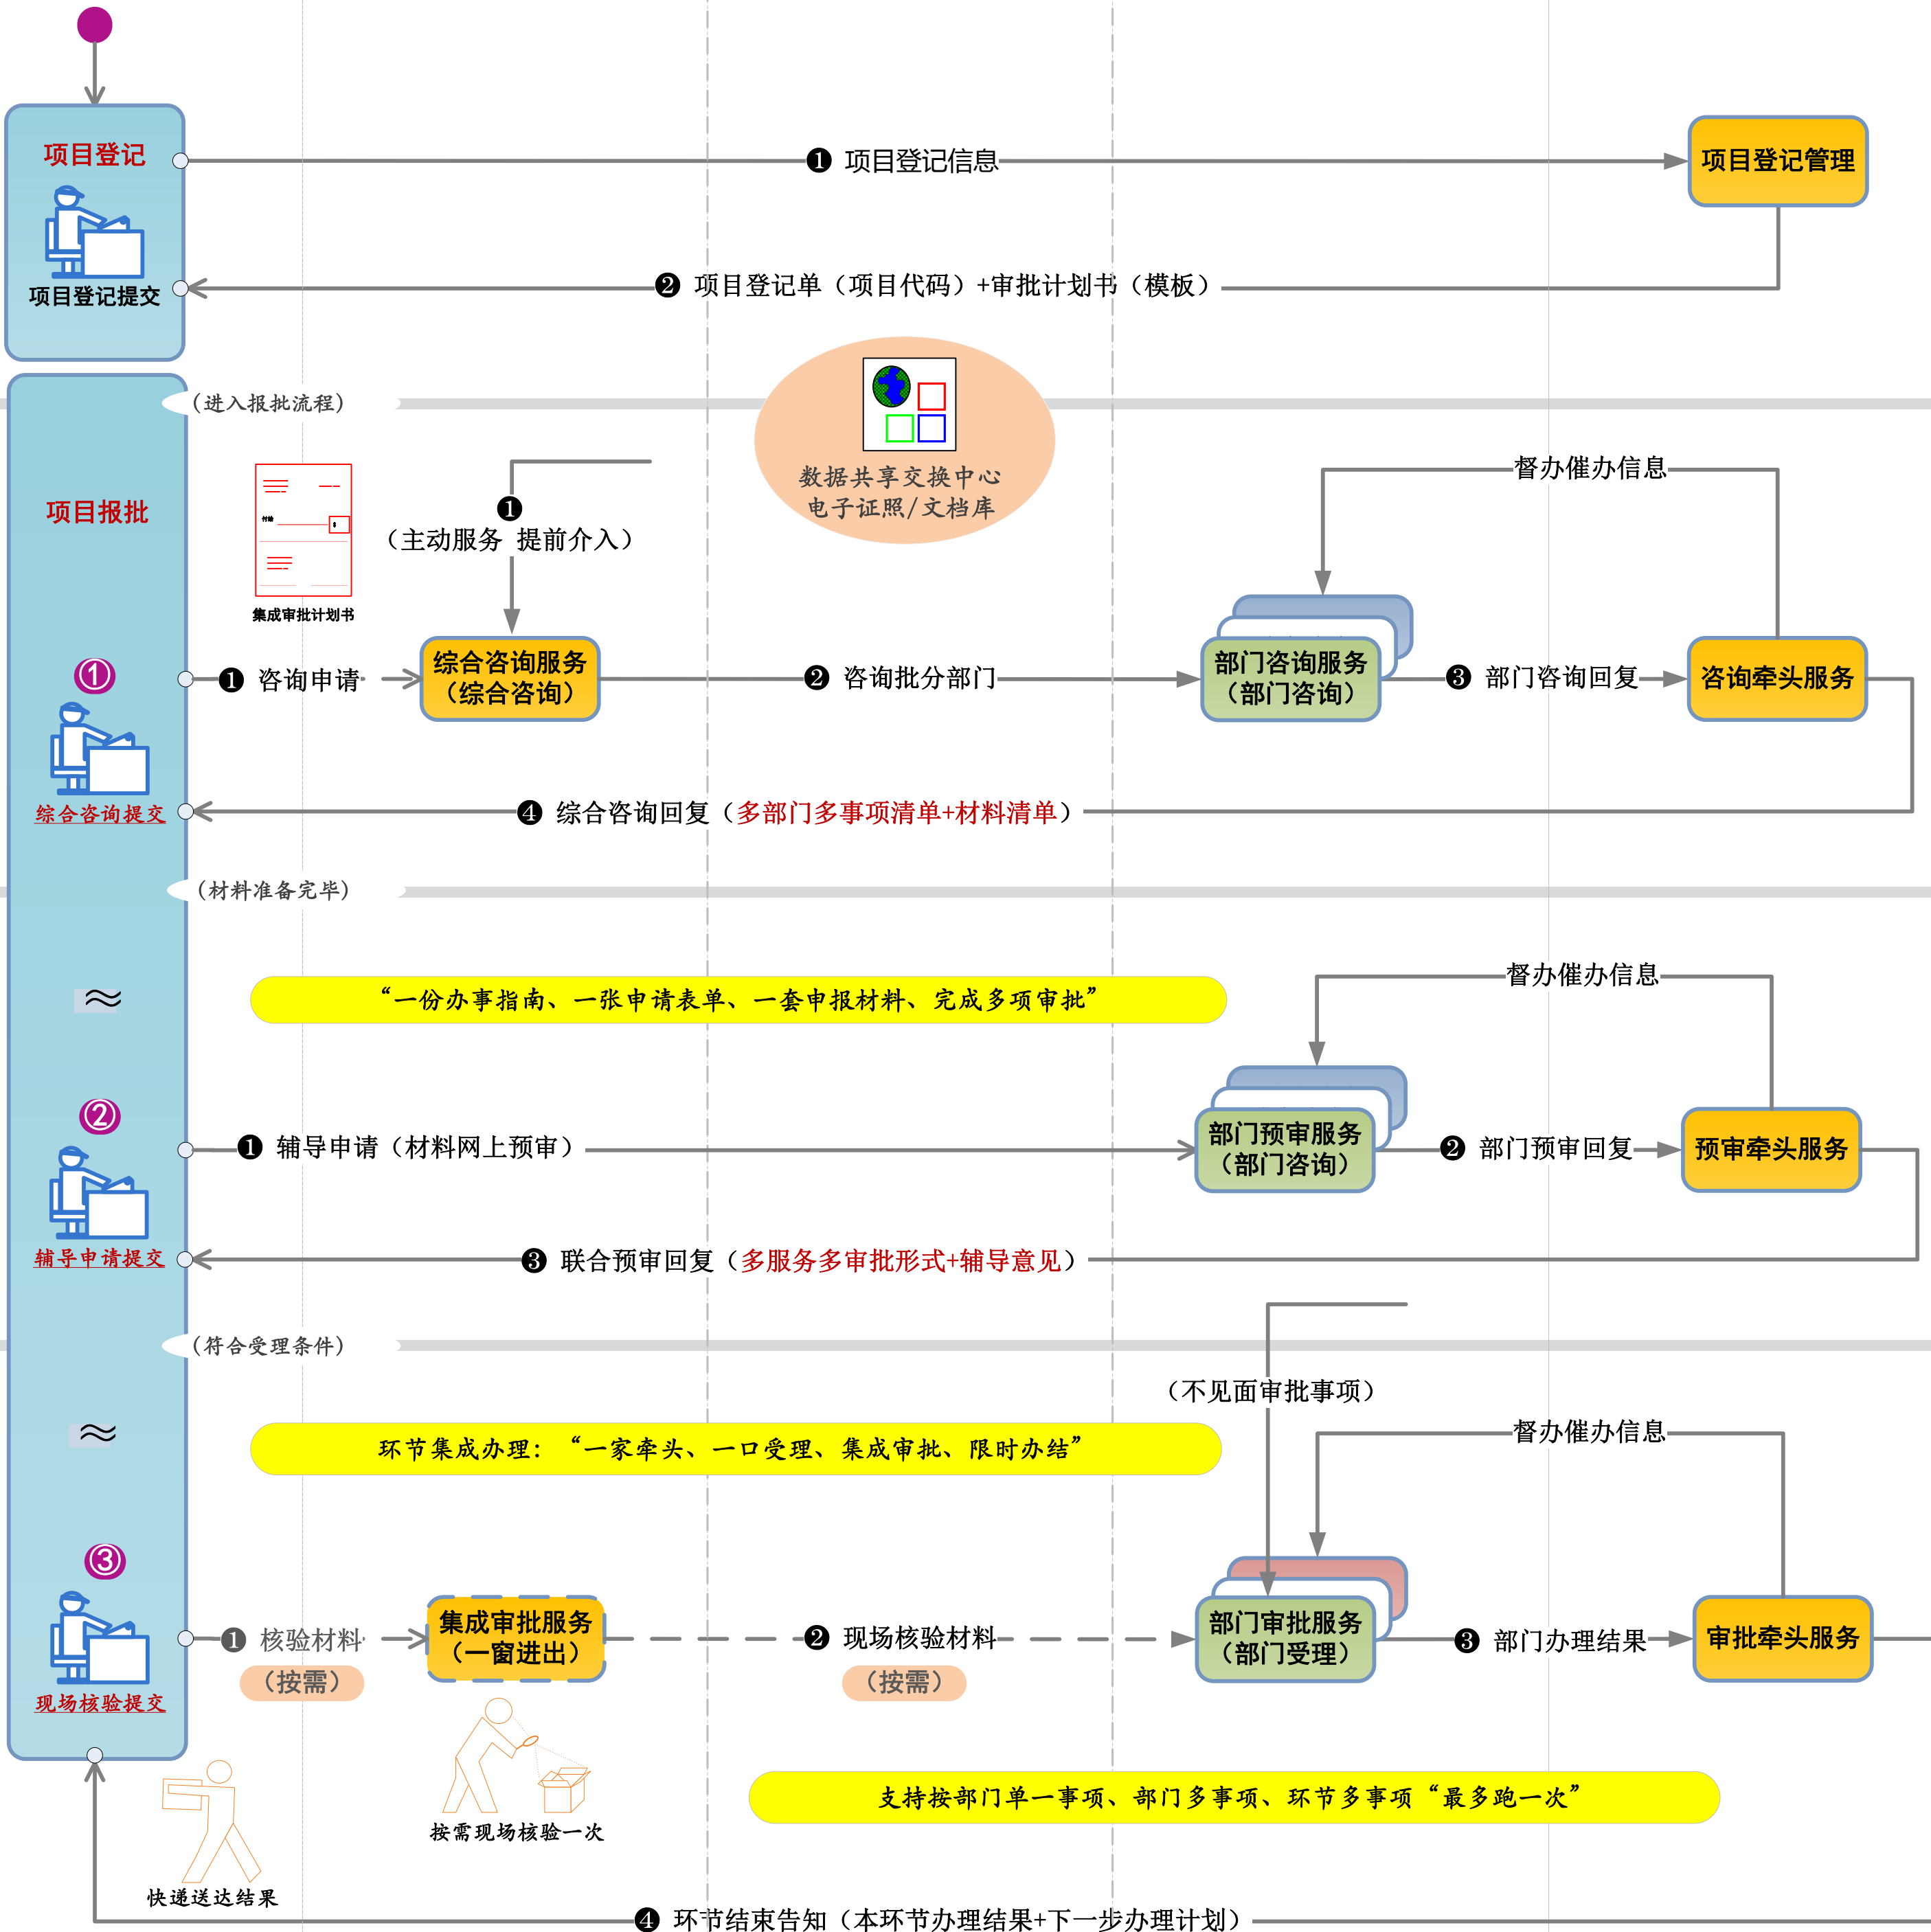 项目登记
❶ 项目登记信息
项目登记管理
项目登记提交
❷ 项目登记单（项目代码）+审批计划书（模板）
（进入报批流程）
数据共享交换中心
电子证照/文档库
督办催办信息
项目报批
付给
$
❶
（主动服务 提前介入）
集成审批计划书
①
❶ 咨询申请
综合咨询服务
（综合咨询）
❷ 咨询批分部门
部门咨询服务
（部门咨询）
❸ 部门咨询回复
咨询牵头服务
综合咨询提交
❹ 综合咨询回复（多部门多事项清单+材料清单）
（材料准备完毕）
≈
“一份办事指南、一张申请表单、一套申报材料、完成多项审批”
督办催办信息
②
❶ 辅导申请（材料网上预审）
部门预审服务
（部门咨询）
❷ 部门预审回复
预审牵头服务
辅导申请提交
❸ 联合预审回复（多服务多审批形式+辅导意见）
（符合受理条件）
（不见面审批事项）
≈
环节集成办理：“一家牵头、一口受理、集成审批、限时办结”
督办催办信息
③
❶ 核验材料
（按需）
集成审批服务
（一窗进出）
❷ 现场核验材料
（按需）
部门审批服务
（部门受理）
❸ 部门办理结果
审批牵头服务
现场核验提交
支持按部门单一事项、部门多事项、环节多事项“最多跑一次”
按需现场核验一次
快递送达结果
❹ 环节结束告知（本环节办理结果+下一步办理计划）